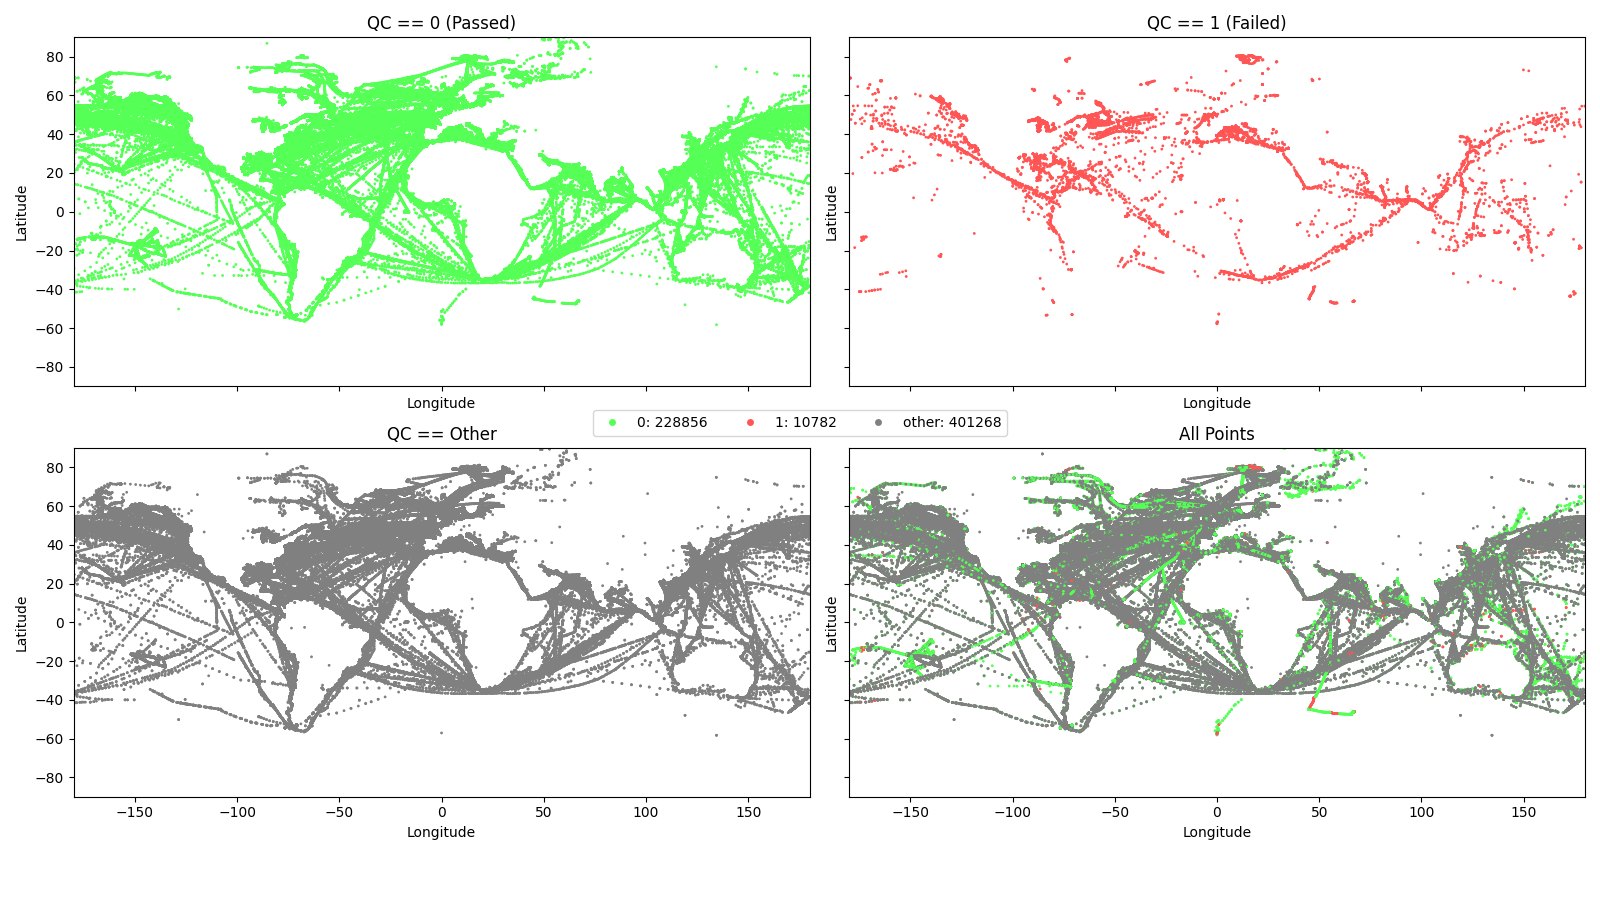 QC == 0 (Passed)
QC == 1 (Failed)
80
60
40
20
0
−20
−40
−60
−80
Latitude
Latitude
Longitude
Longitude
0: 228856
1: 10782
other: 401268
QC == Other
All Points
80
60
40
20
0
−20
−40
−60
−80
Latitude
Latitude
−150 −100 −50 0 50 100 150
−150 −100 −50 0 50 100 150
Longitude
Longitude